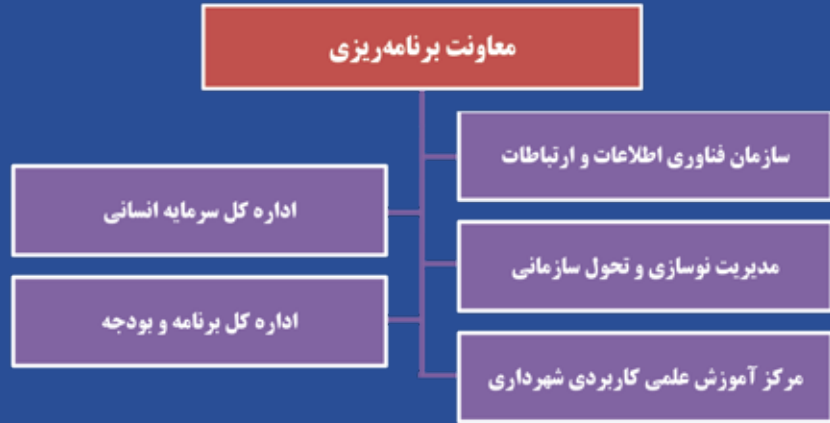 معاونت برنامه‌ریزی
سازمان فناوری اطلاعات و ارتباطات
اداره کل سرمایه انسانی
مدیریت نوسازی و تحول سازمانی
اداره کل برنامه و بودجه
مرکز آموزش علمی کاربردی شهرداری